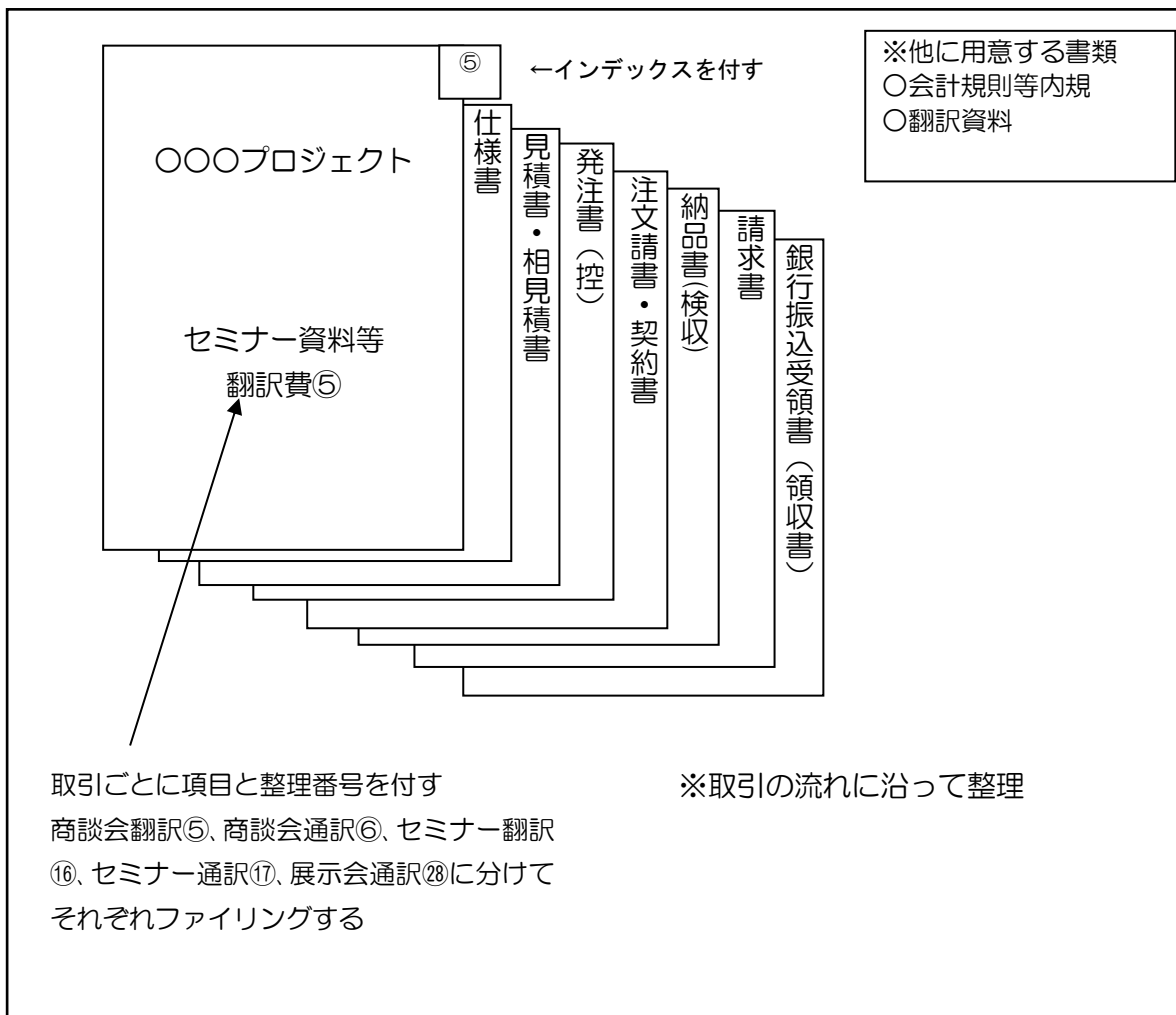 ⑤
←インデックスを付す
※他に用意する書類
〇会計規則等内規
〇翻訳資料
〇〇〇プロジェクト
セミナー資料等
翻訳費⑤
仕様書
見積書・相見積書
発注書（控）
注文請書・契約書
納品書(検収)
請求書
銀行振込受領書（領収書）
取引ごとに項目と整理番号を付す
商談会翻訳⑤、商談会通訳⑥、セミナー翻訳
⑯、セミナー通訳⑰、展示会通訳㉘に分けて
それぞれファイリングする
※取引の流れに沿って整理